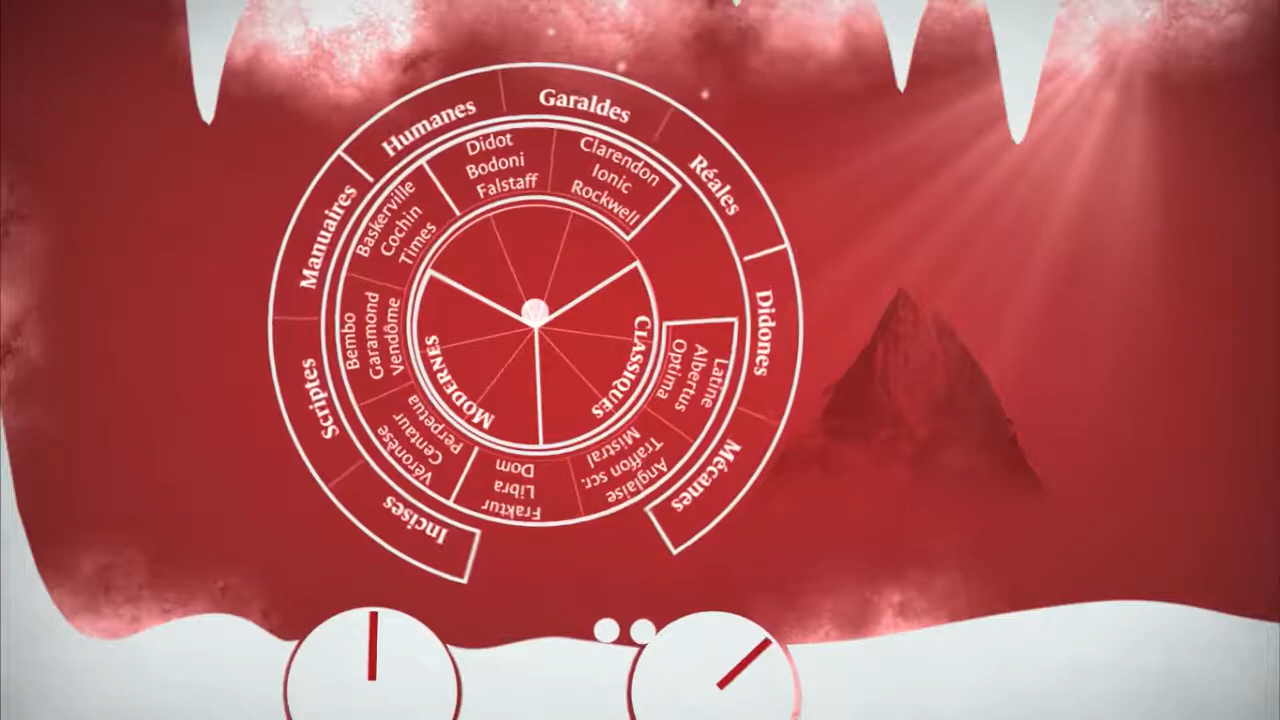 Incises
Scriptes
Manuaires
Humanes
Garaldes
Réales
Didones
Mécanes
Véronèse
Centaur
Perpetua
Bembo
Garamond
Vendôme
Baskerville
Cochin
Times
Didot
Bodoni
Falstaff
Clarendon
Ionic
Rockwell
Latine
Albertus
Optima
Anglaise
Traffon scr.
Mistral
Fraktur
Libra
Dom
MODERNES
CLASSIQUES